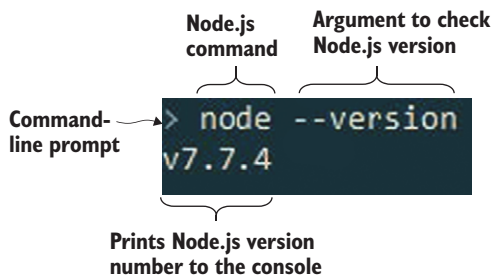 Node.js
command
Argument to check
Node.js version
Command-
line prompt
> node --version
v7.7.4
Prints Node.js version
number to the console